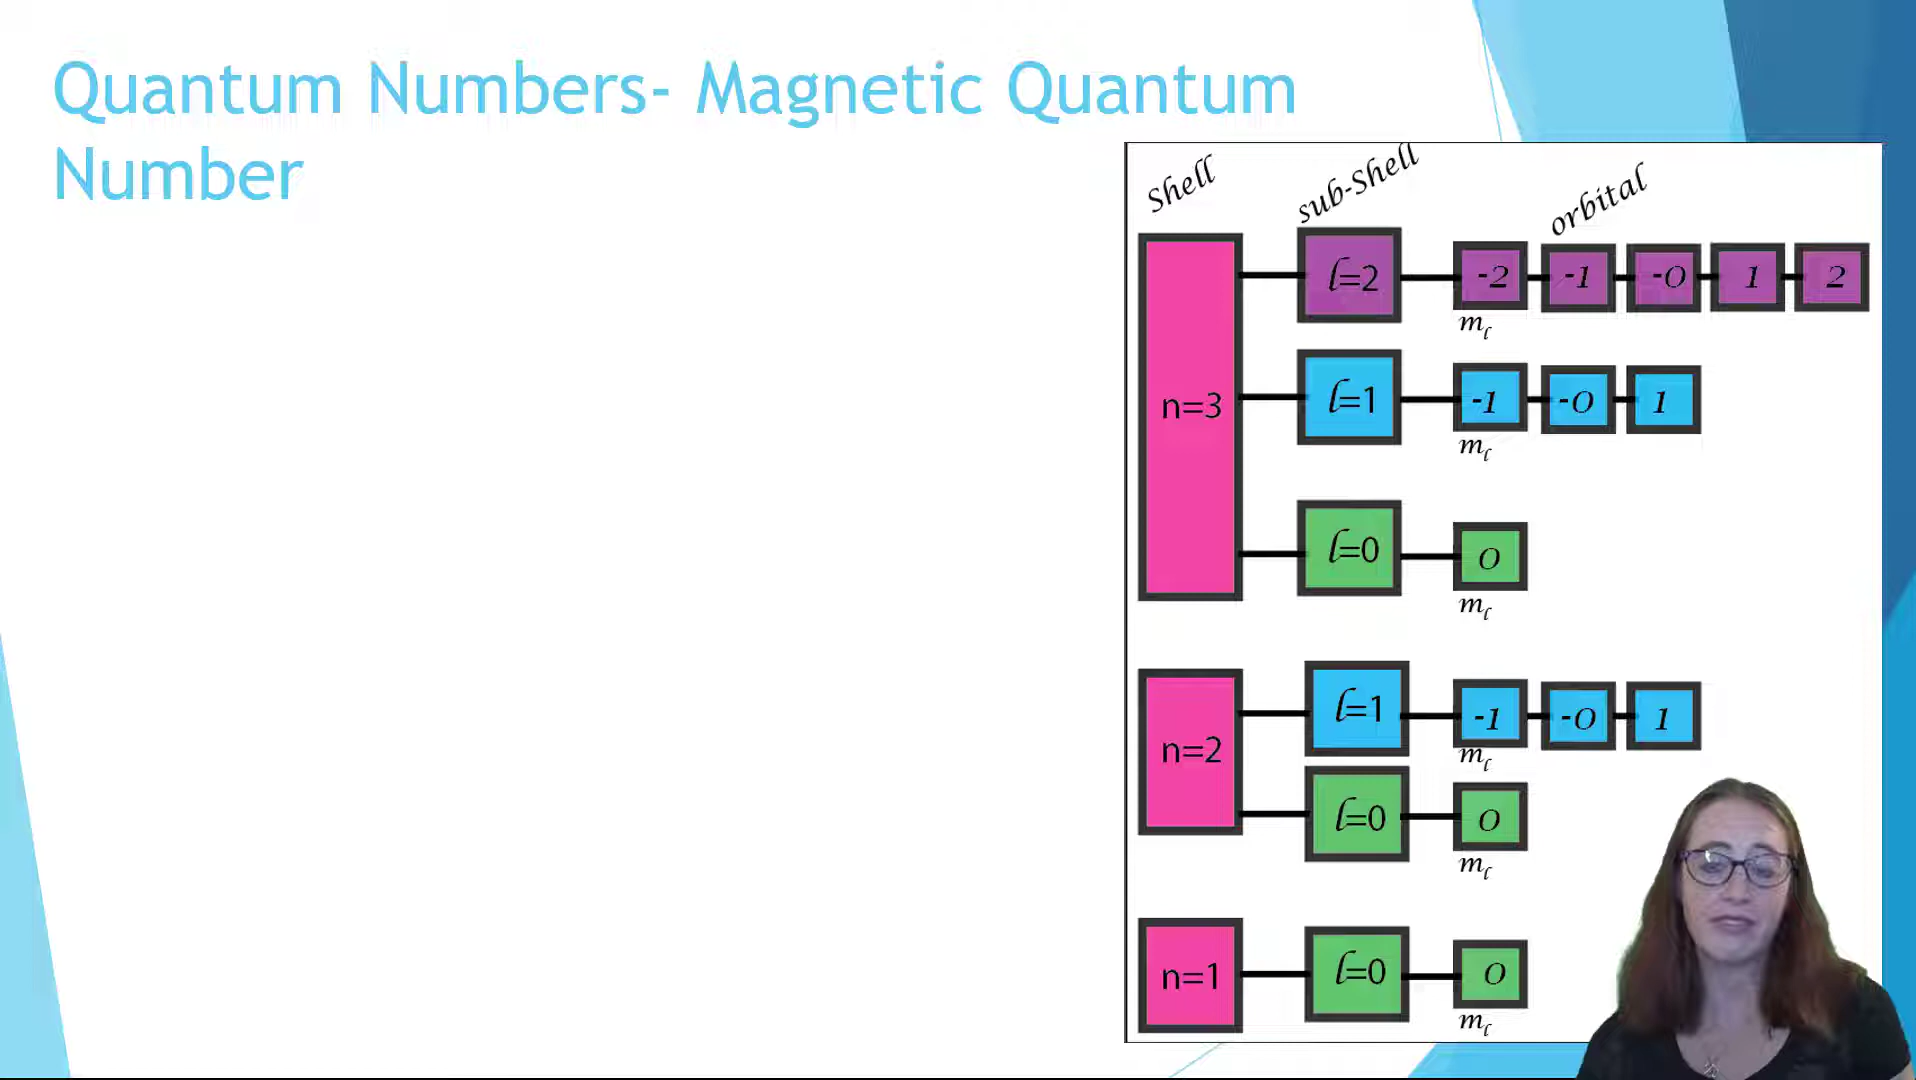 Quantum Numbers- Magnetic Quantum
Number
Shell
sub-Shell
orbital
n=3
l=2
-2 -1 -0 1 2
ml
l=1
-1 -0 1
ml
l=0
0
ml
n=2
l=1
-1 -0 1
ml
l=0
0
ml
n=1
l=0
0
ml